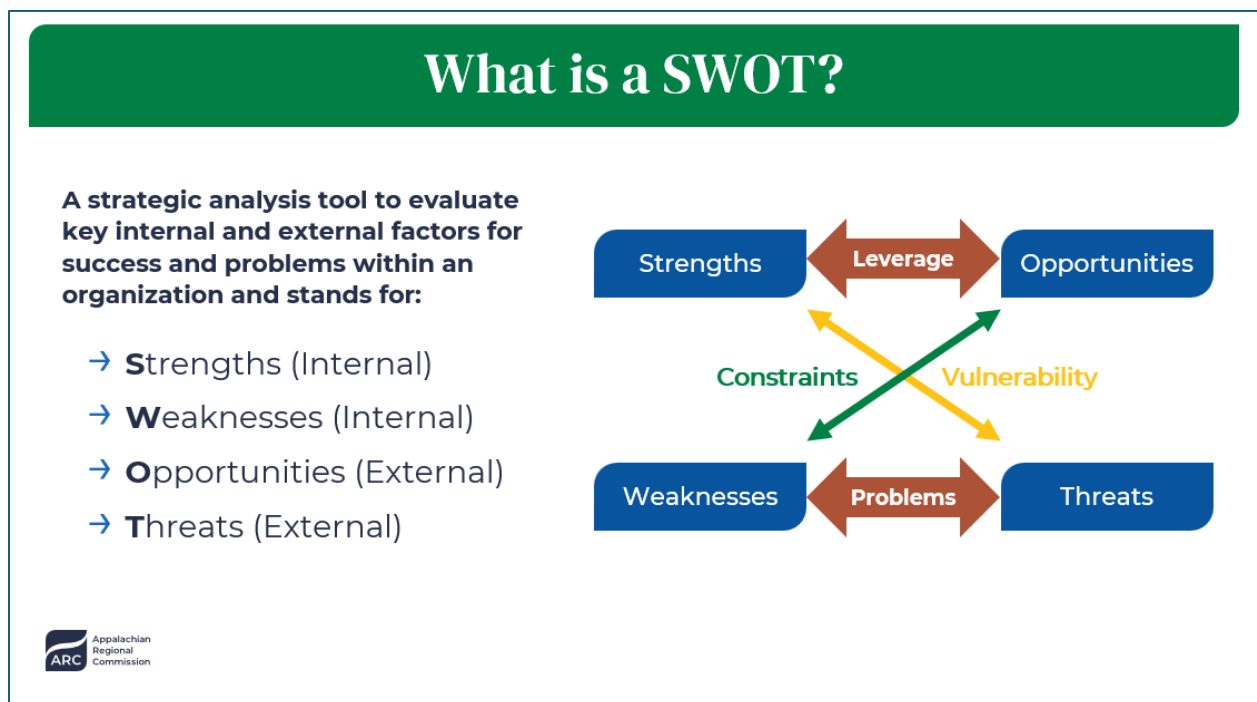 What is a SWOT?
A strategic analysis tool to evaluate
key internal and external factors for
success and problems within an
organization and stands for:
→ Strengths (Internal)
→ Weaknesses (Internal)
→ Opportunities (External)
→ Threats (External)
Strengths
Leverage
Opportunities
Constraints
Vulnerability
Weaknesses
Problems
Threats
ARC
Appalachian
Regional
Commission